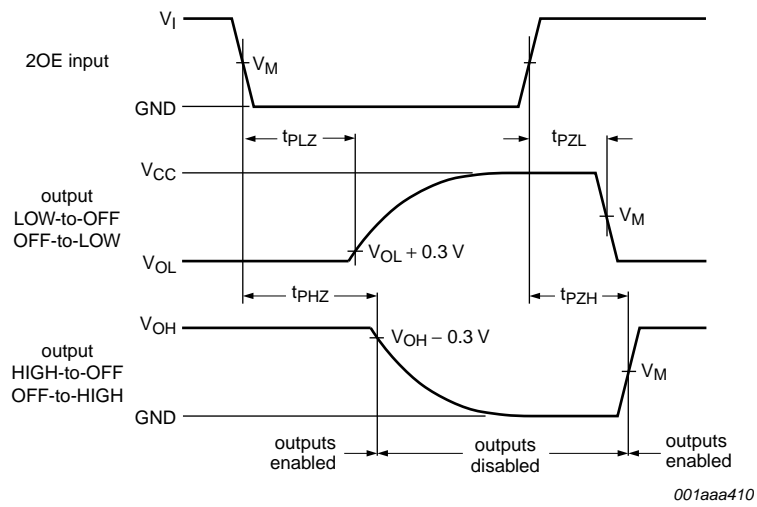 V_I
2OE input
V_M
GND
t_PLZ
t_PZL
V_CC
output
LOW-to-OFF
OFF-to-LOW
V_M
V_OL + 0.3 V
V_OL
t_PHZ
t_PZH
V_OH
V_OH − 0.3 V
output
HIGH-to-OFF
OFF-to-HIGH
V_M
GND
outputs
enabled
outputs
disabled
outputs
enabled
001aaa410